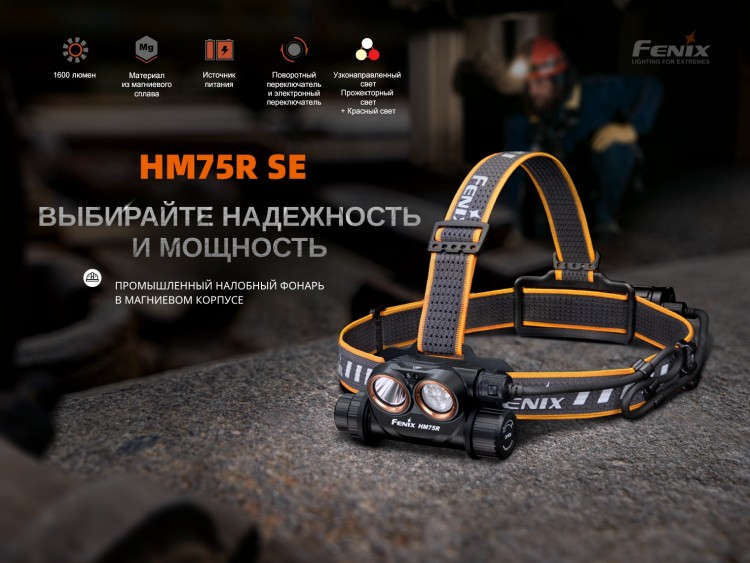 1600 люмен
Mg
Материал
из магниевого
сплава
Источник
питания
Поворотный
переключатель
и электронный
переключатель
Узконаправленный
свет
Прожекторный
свет
+ Красный свет
FENIX
LIGHTING FOR EXTREMES
HM75R SE
ВЫБИРАЙТЕ НАДЕЖНОСТЬ
И МОЩНОСТЬ
ПРОМЫШЛЕННЫЙ НАЛОБНЫЙ ФОНАРЬ
В МАГНИЕВОМ КОРПУСЕ
FENIX
FENIX
FENIX HM75R